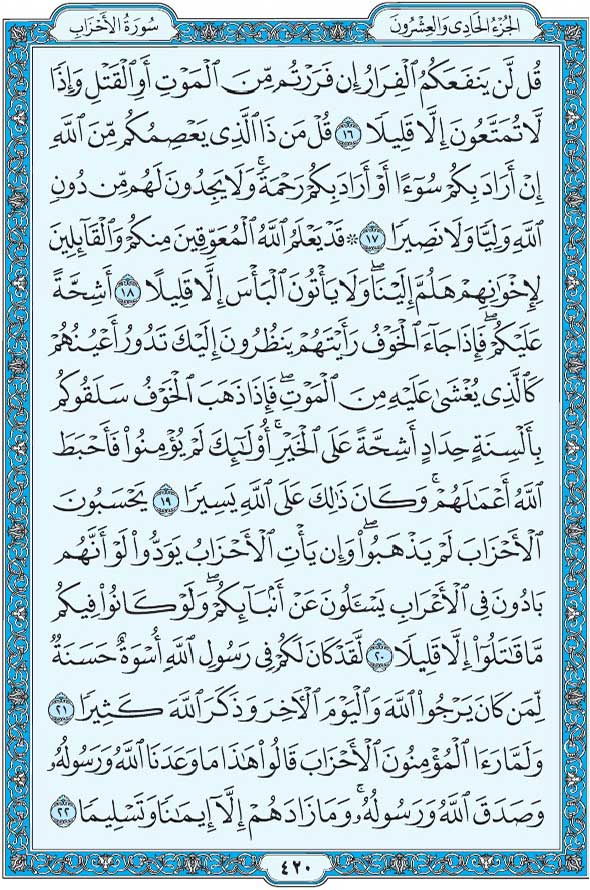 الجُزْءُ الحَادِي وَالعِشْرُونَ
سُورَةُ الأَحْزَابِ
قُل لَّن يَنفَعَكُمُ ٱلۡفِرَارُ إِن فَرَرۡتُم مِّنَ ٱلۡمَوۡتِ أَوِ ٱلۡقَتۡلِ وَإِذٗا
لَّا تُمَتَّعُونَ إِلَّا قَلِيلٗا ١٦ قُلۡ مَن ذَا ٱلَّذِي يَعۡصِمُكُم مِّنَ ٱللَّهِ
إِنۡ أَرَادَ بِكُمۡ سُوٓءًا أَوۡ أَرَادَ بِكُمۡ رَحۡمَةٗۚ وَلَا يَجِدُونَ لَهُم مِّن دُونِ
ٱللَّهِ وَلِيّٗا وَلَا نَصِيرٗا ١٧ ۞ قَدۡ يَعۡلَمُ ٱللَّهُ ٱلۡمُعَوِّقِينَ مِنكُمۡ وَٱلۡقَآئِلِينَ
لِإِخۡوَٰنِهِمۡ هَلُمَّ إِلَيۡنَاۖ وَلَا يَأۡتُونَ ٱلۡبَأۡسَ إِلَّا قَلِيلًا ١٨ أَشِحَّةً
عَلَيۡكُمۡۖ فَإِذَا جَآءَ ٱلۡخَوۡفُ رَأَيۡتَهُمۡ يَنظُرُونَ إِلَيۡكَ تَدُورُ أَعۡيُنُهُمۡ
كَٱلَّذِي يُغۡشَىٰ عَلَيۡهِ مِنَ ٱلۡمَوۡتِۖ فَإِذَا ذَهَبَ ٱلۡخَوۡفُ سَلَقُوكُم
بِأَلۡسِنَةٍ حِدَادٍ أَشِحَّةً عَلَى ٱلۡخَيۡرِۚ أُوْلَٰٓئِكَ لَمۡ يُؤۡمِنُواْ فَأَحۡبَطَ
ٱللَّهُ أَعۡمَٰلَهُمۡۚ وَكَانَ ذَٰلِكَ عَلَى ٱللَّهِ يَسِيرٗا ١٩ يَحۡسَبُونَ
ٱلۡأَحۡزَابَ لَمۡ يَذۡهَبُواْۖ وَإِن يَأۡتِ ٱلۡأَحۡزَابُ يَوَدُّواْ لَوۡ أَنَّهُم
بَادُونَ فِي ٱلۡأَعۡرَابِ يَسۡـَٔلُونَ عَنۡ أَنۢبَآئِكُمۡۖ وَلَوۡ كَانُواْ فِيكُم
مَّا قَٰتَلُوٓاْ إِلَّا قَلِيلٗا ٢٠ لَّقَدۡ كَانَ لَكُمۡ فِي رَسُولِ ٱللَّهِ أُسۡوَةٌ حَسَنَةٞ
لِّمَن كَانَ يَرۡجُواْ ٱللَّهَ وَٱلۡيَوۡمَ ٱلۡأٓخِرَ وَذَكَرَ ٱللَّهَ كَثِيرٗا ٢١
وَلَمَّا رَءَا ٱلۡمُؤۡمِنُونَ ٱلۡأَحۡزَابَ قَالُواْ هَٰذَا مَا وَعَدَنَا ٱللَّهُ وَرَسُولُهُۥ
وَصَدَقَ ٱللَّهُ وَرَسُولُهُۥۚ وَمَا زَادَهُمۡ إِلَّآ إِيمَٰنٗا وَتَسۡلِيمٗا ٢٢
٤٢٠